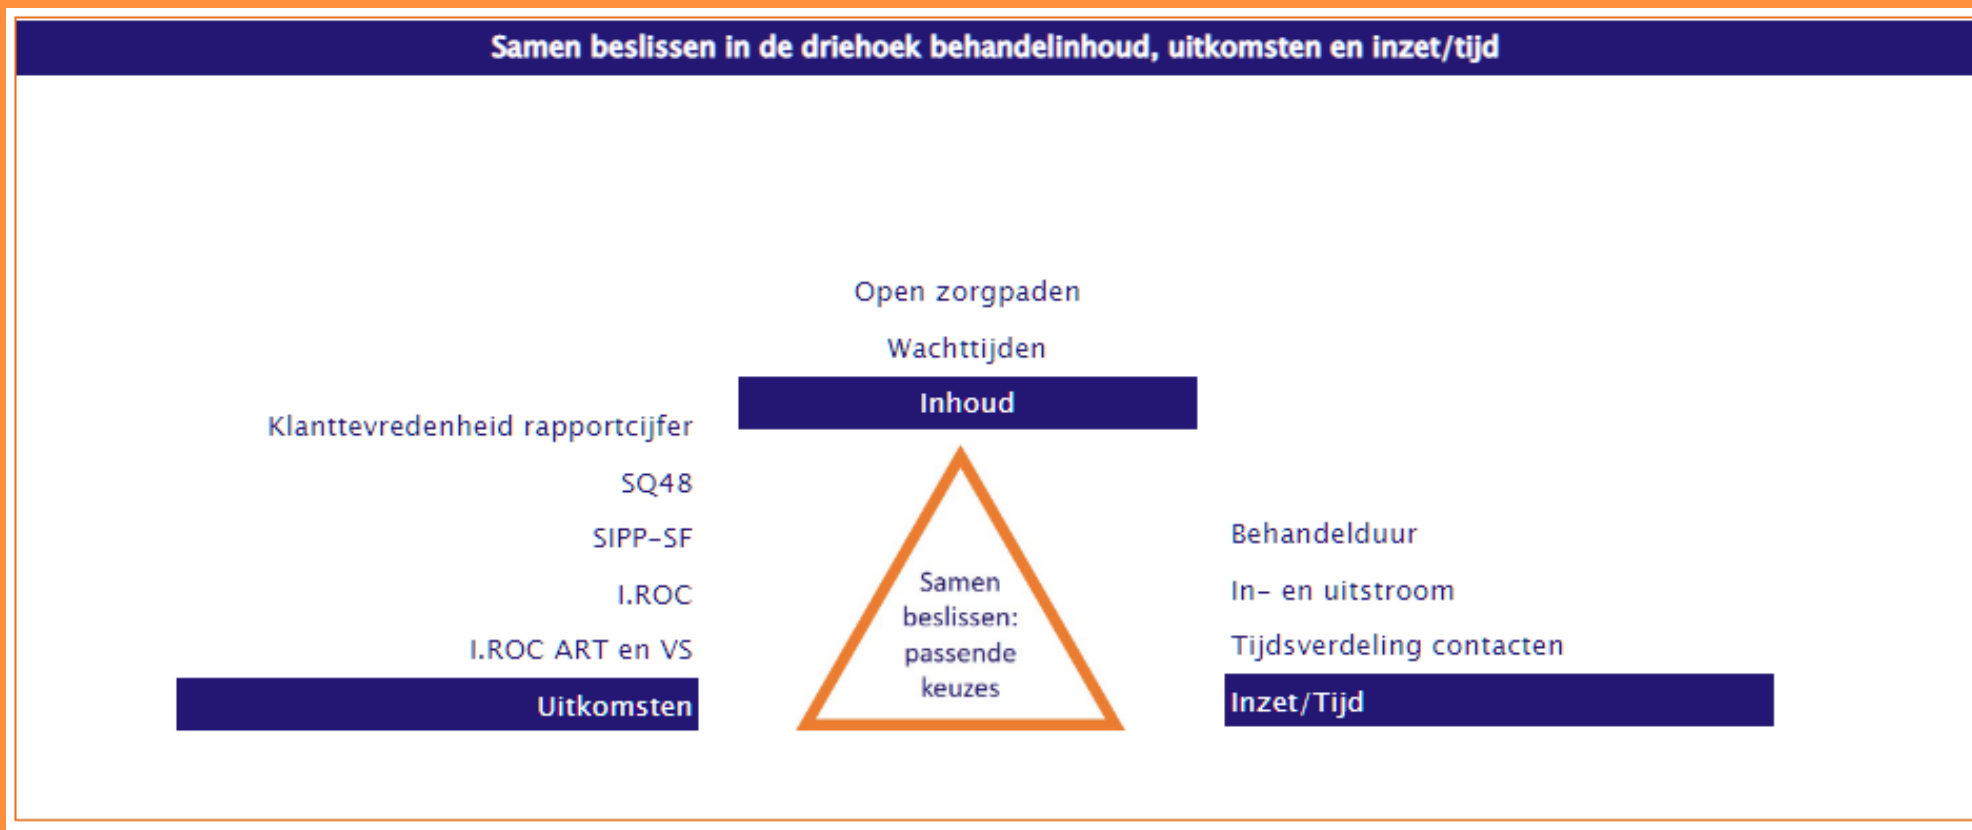 Samen beslissen in de driehoek behandelinhoud, uitkomsten en inzet/tijd
Open zorgpaden
Wachttijden
Inhoud
Klanttevredenheid rapportcijfer
SQ48
SIPP-SF
I.ROC
I.ROC ART en VS
Uitkomsten
Samen
beslissen:
passende
keuzes
Behandelduur
In- en uitstroom
Tijdsverdeling contacten
Inzet/Tijd